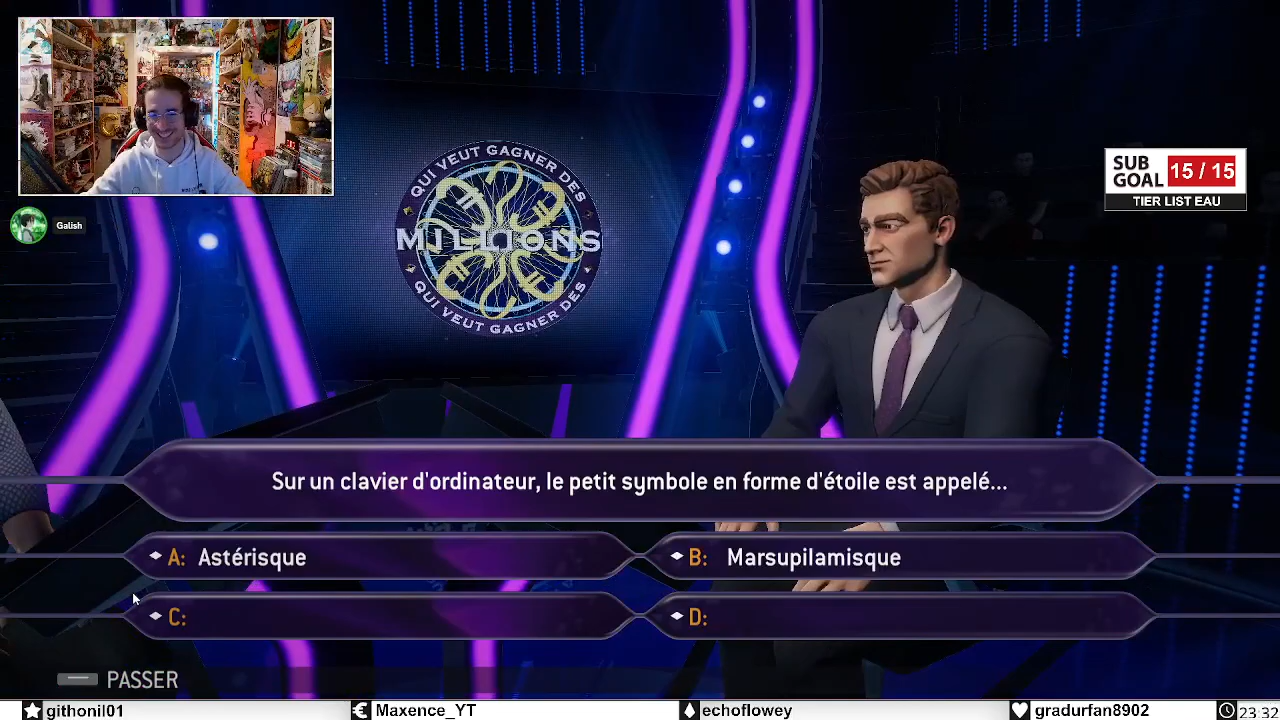 QUI VEUT GAGNER DES
MILLIONS
QUI VEUT GAGNER DES
SUB
GOAL
15 / 15
TIER LIST EAU
Galish
Sur un clavier d'ordinateur, le petit symbole en forme d'étoile est appelé...
A: Astérisque
B: Marsupilamisque
C:
D:
PASSER
githonil01
Maxence_YT
echoflowey
gradurfan8902
23:32